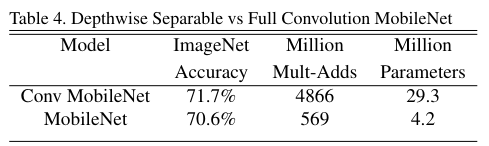 Table 4. Depthwise Separable vs Full Convolution MobileNet
Model ImageNet Million Million
Accuracy Mult-Adds Parameters
Conv MobileNet 71.7% 4866 29.3
MobileNet 70.6% 569 4.2